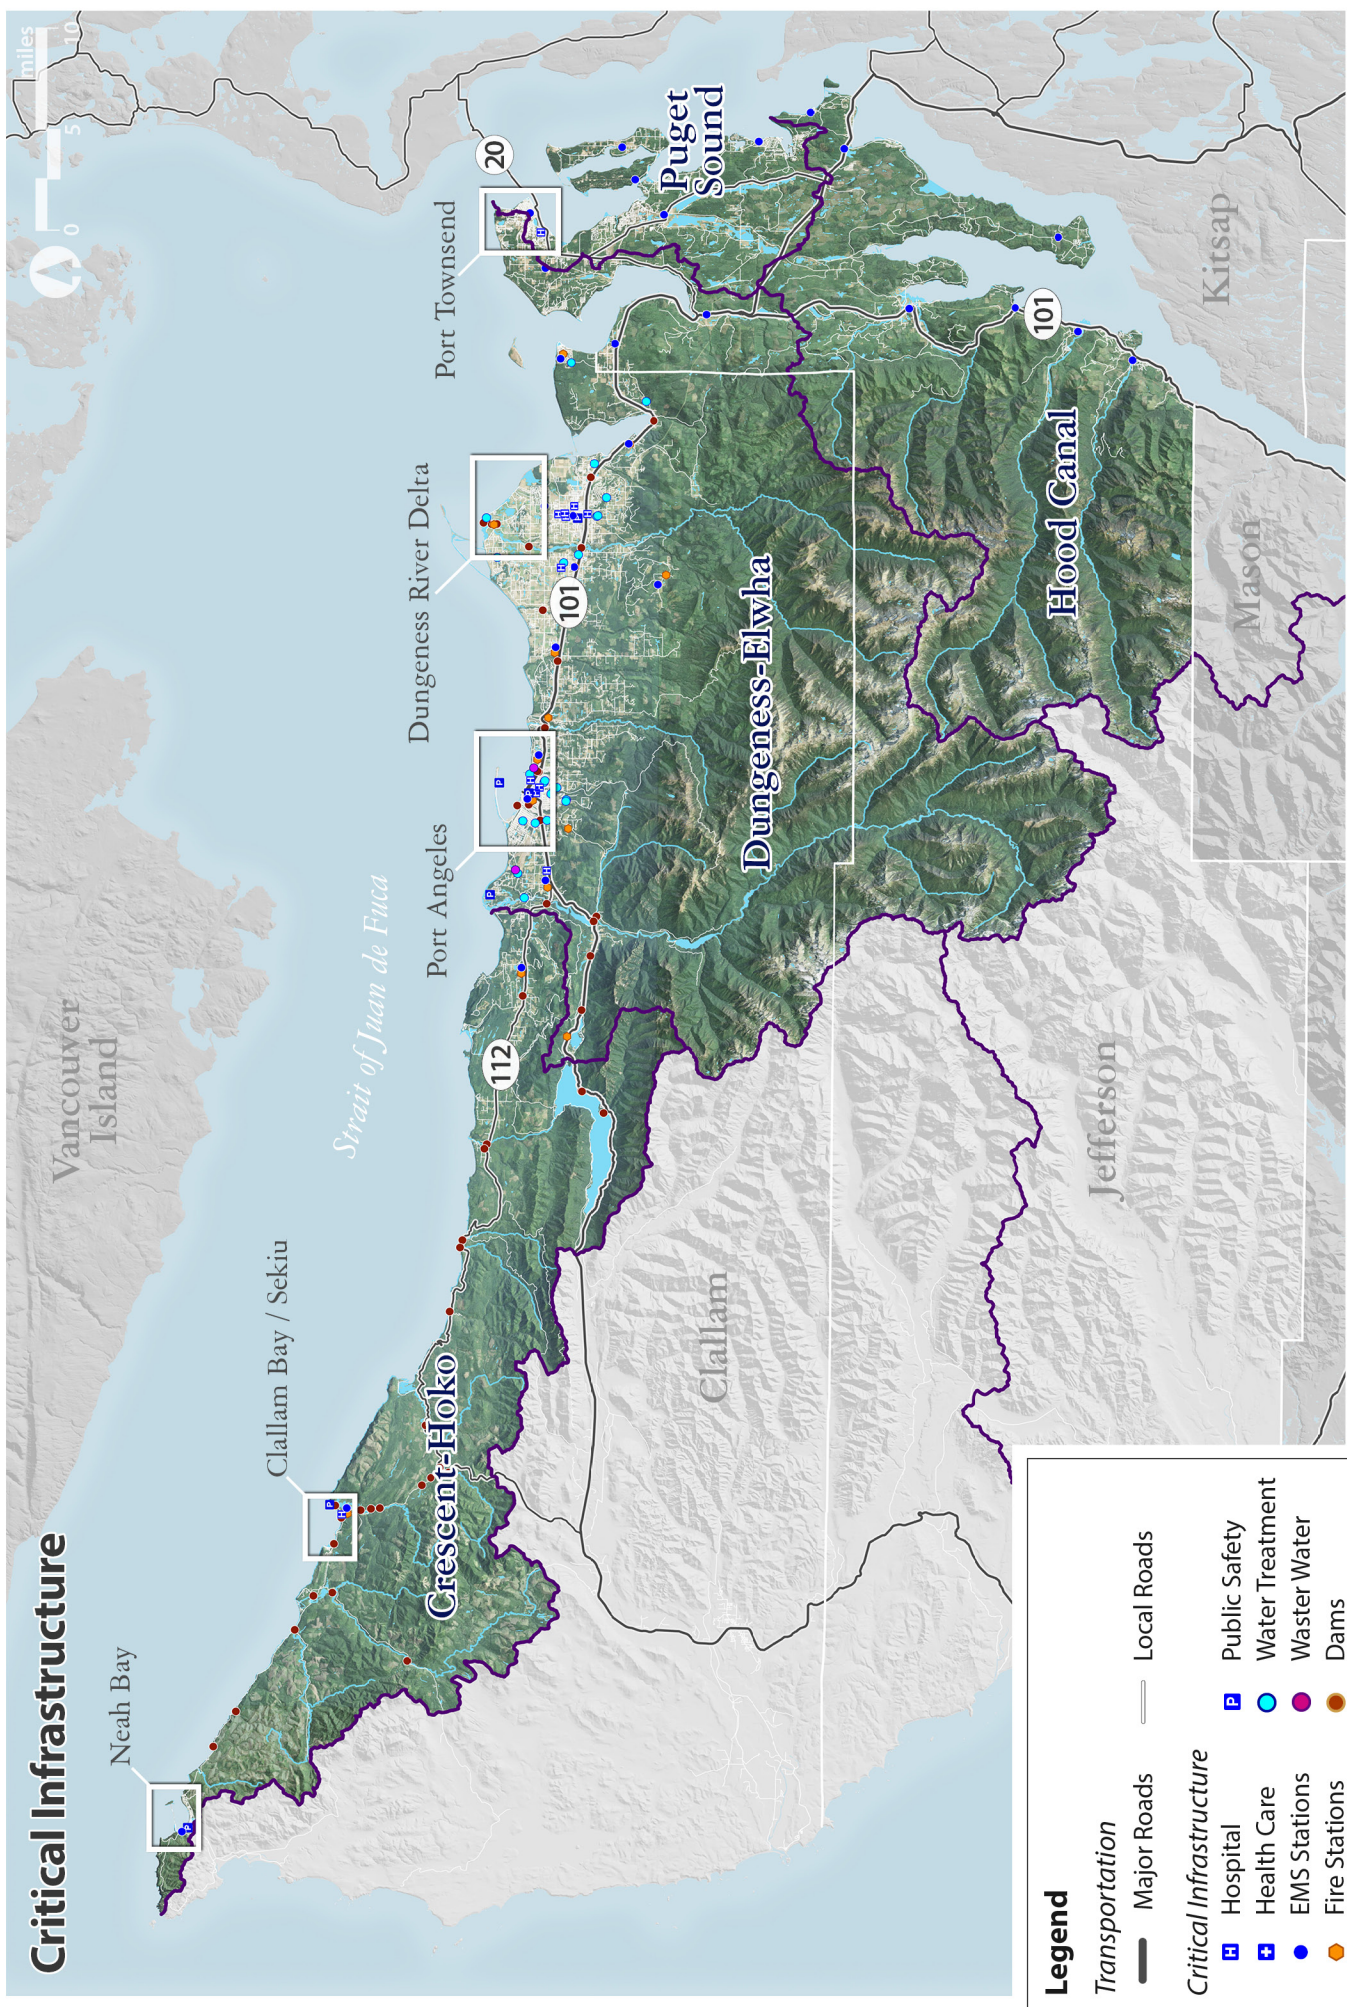 Critical Infrastructure
Neah Bay
Clallam Bay / Sekiu
Port Angeles
Dungeness River Delta
Port Townsend
Vancouver
Island
Strait of Juan de Fuca
0
5
10
miles
20
112
101
101
Crescent-Hoko
Dungeness-Elwha
Hood Canal
Puget
Sound
Clallam
Jefferson
Mason
Kitsap
Legend
Transportation
Major Roads
Local Roads
Critical Infrastructure
Hospital
Health Care
EMS Stations
Fire Stations
Public Safety
Water Treatment
Waster Water
Dams
H
P
H
P
P
P
H
H
P
H
H
H
H
H
P
H
H